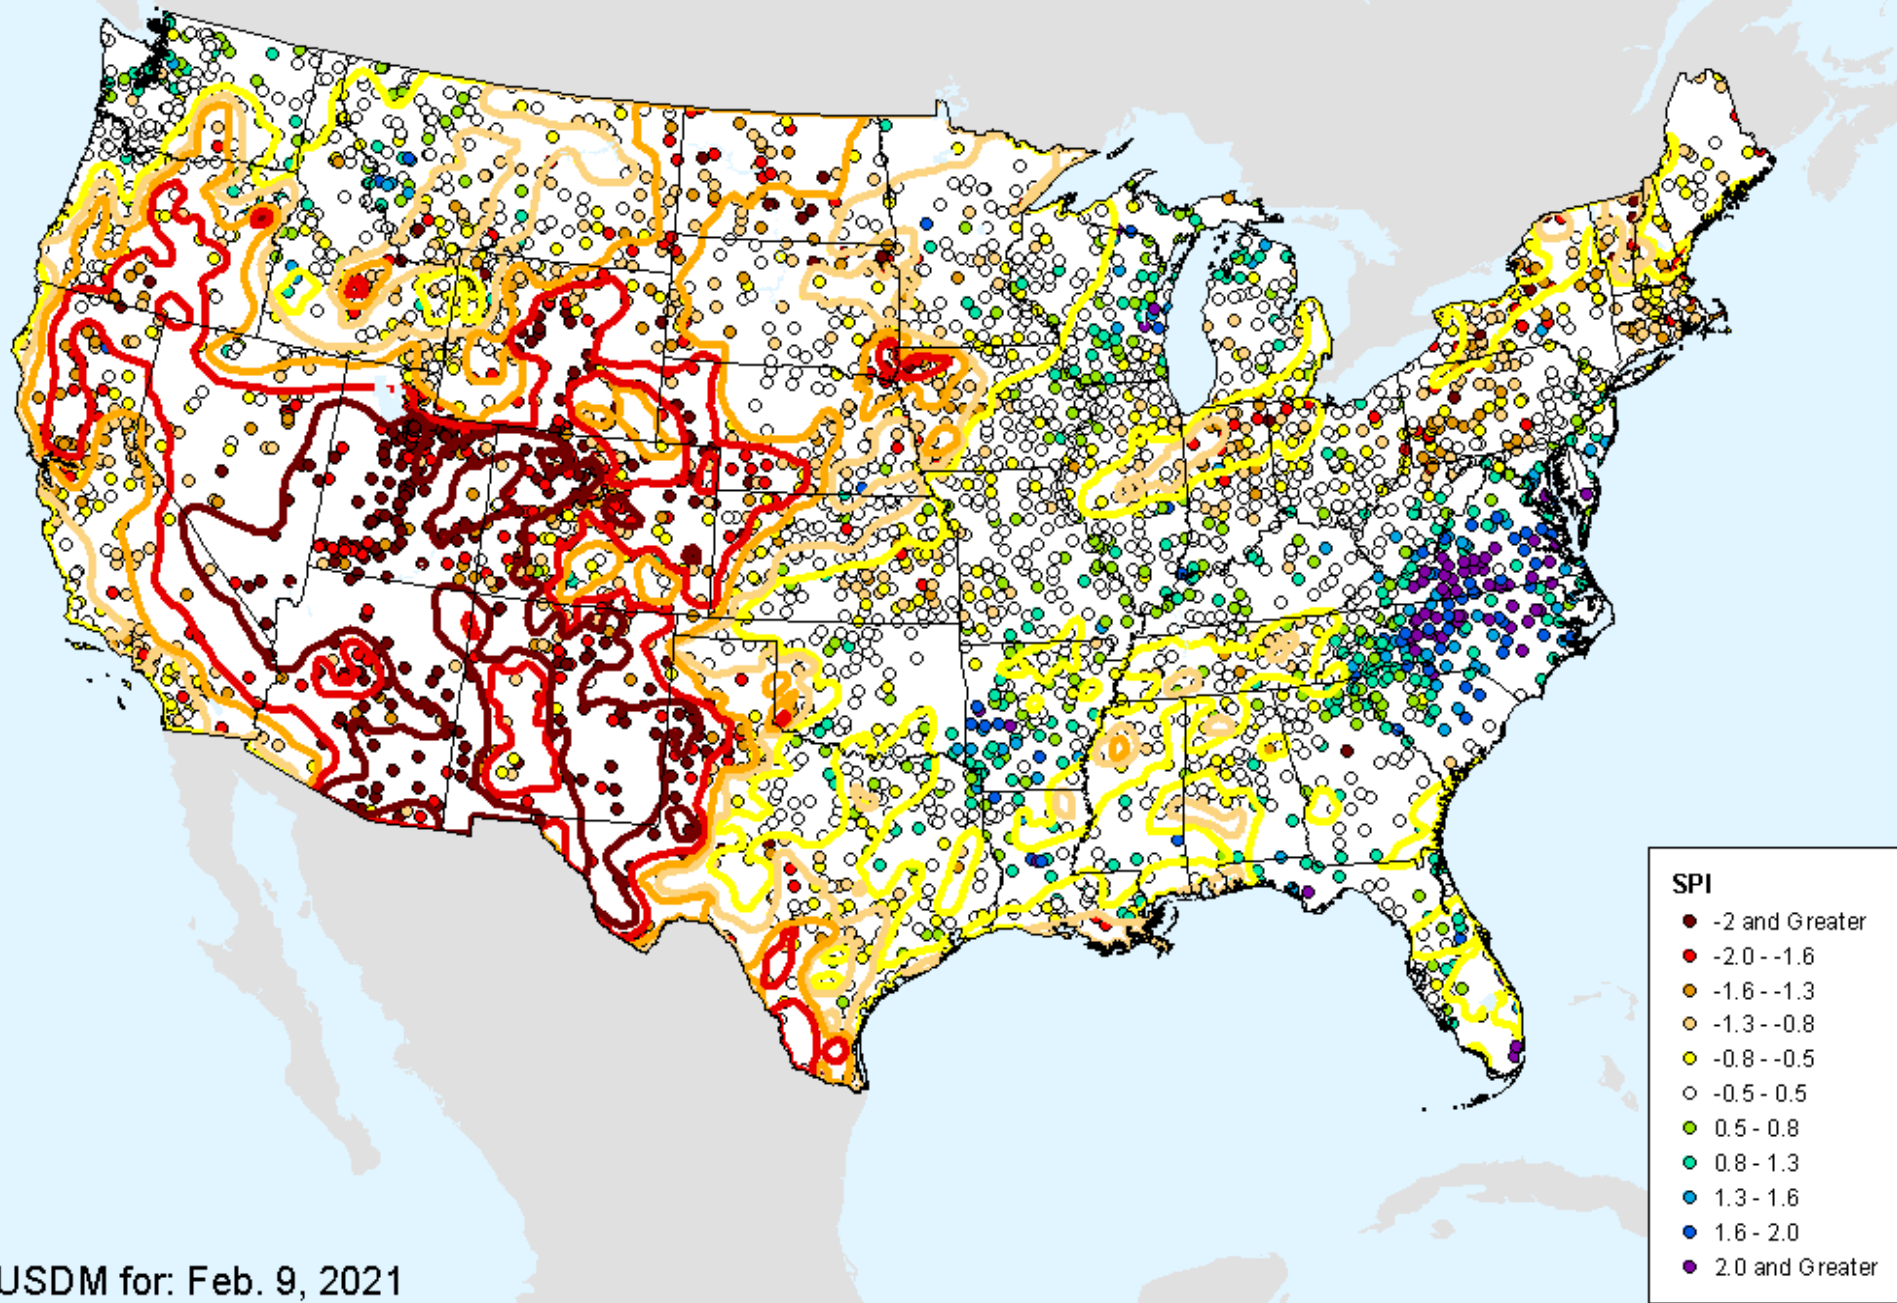 SPI
-2 and Greater
-2.0 - -1.6
-1.6 - -1.3
-1.3 - -0.8
-0.8 - -0.5
-0.5 - 0.5
0.5 - 0.8
0.8 - 1.3
1.3 - 1.6
1.6 - 2.0
2.0 and Greater
USDM for: Feb. 9, 2021